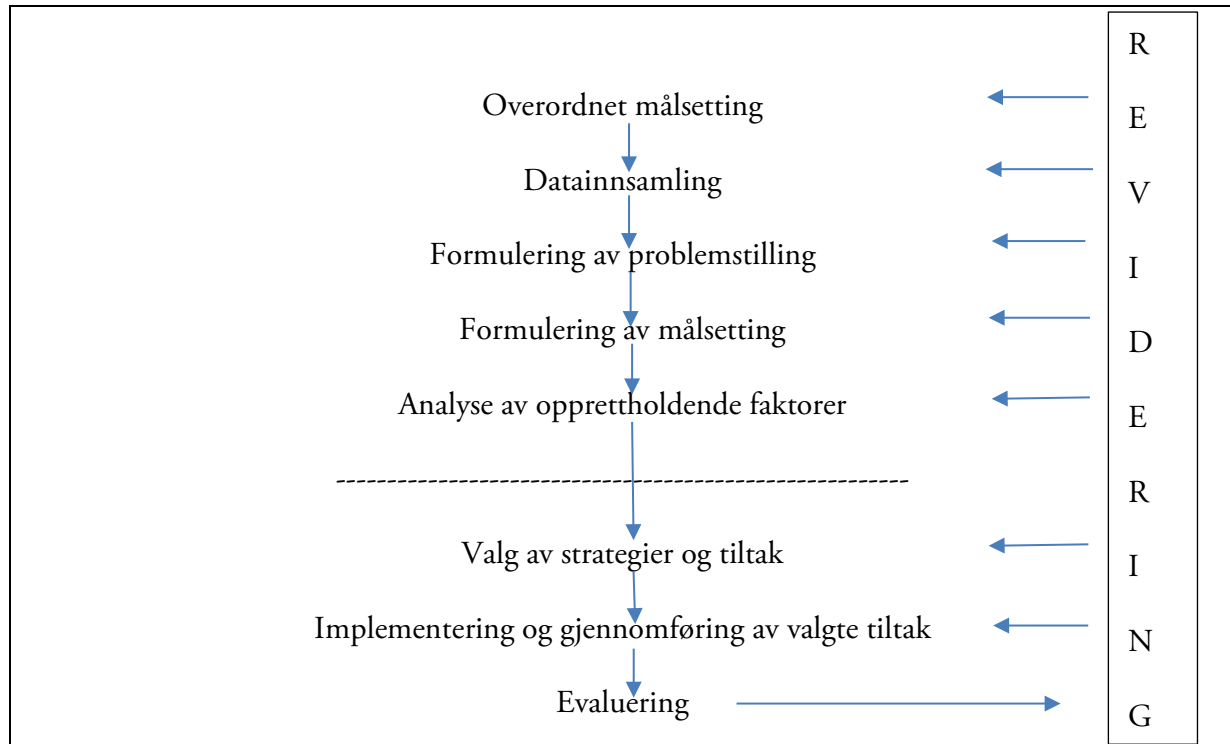 Overordnet målsetting
Datainnsamling
Formulering av problemstilling
Formulering av målsetting
Analyse av opprettholdende faktorer
Valg av strategier og tiltak
Implementering og gjennomføring av valgte tiltak
Evaluering
R
E
V
I
D
E
R
I
N
G